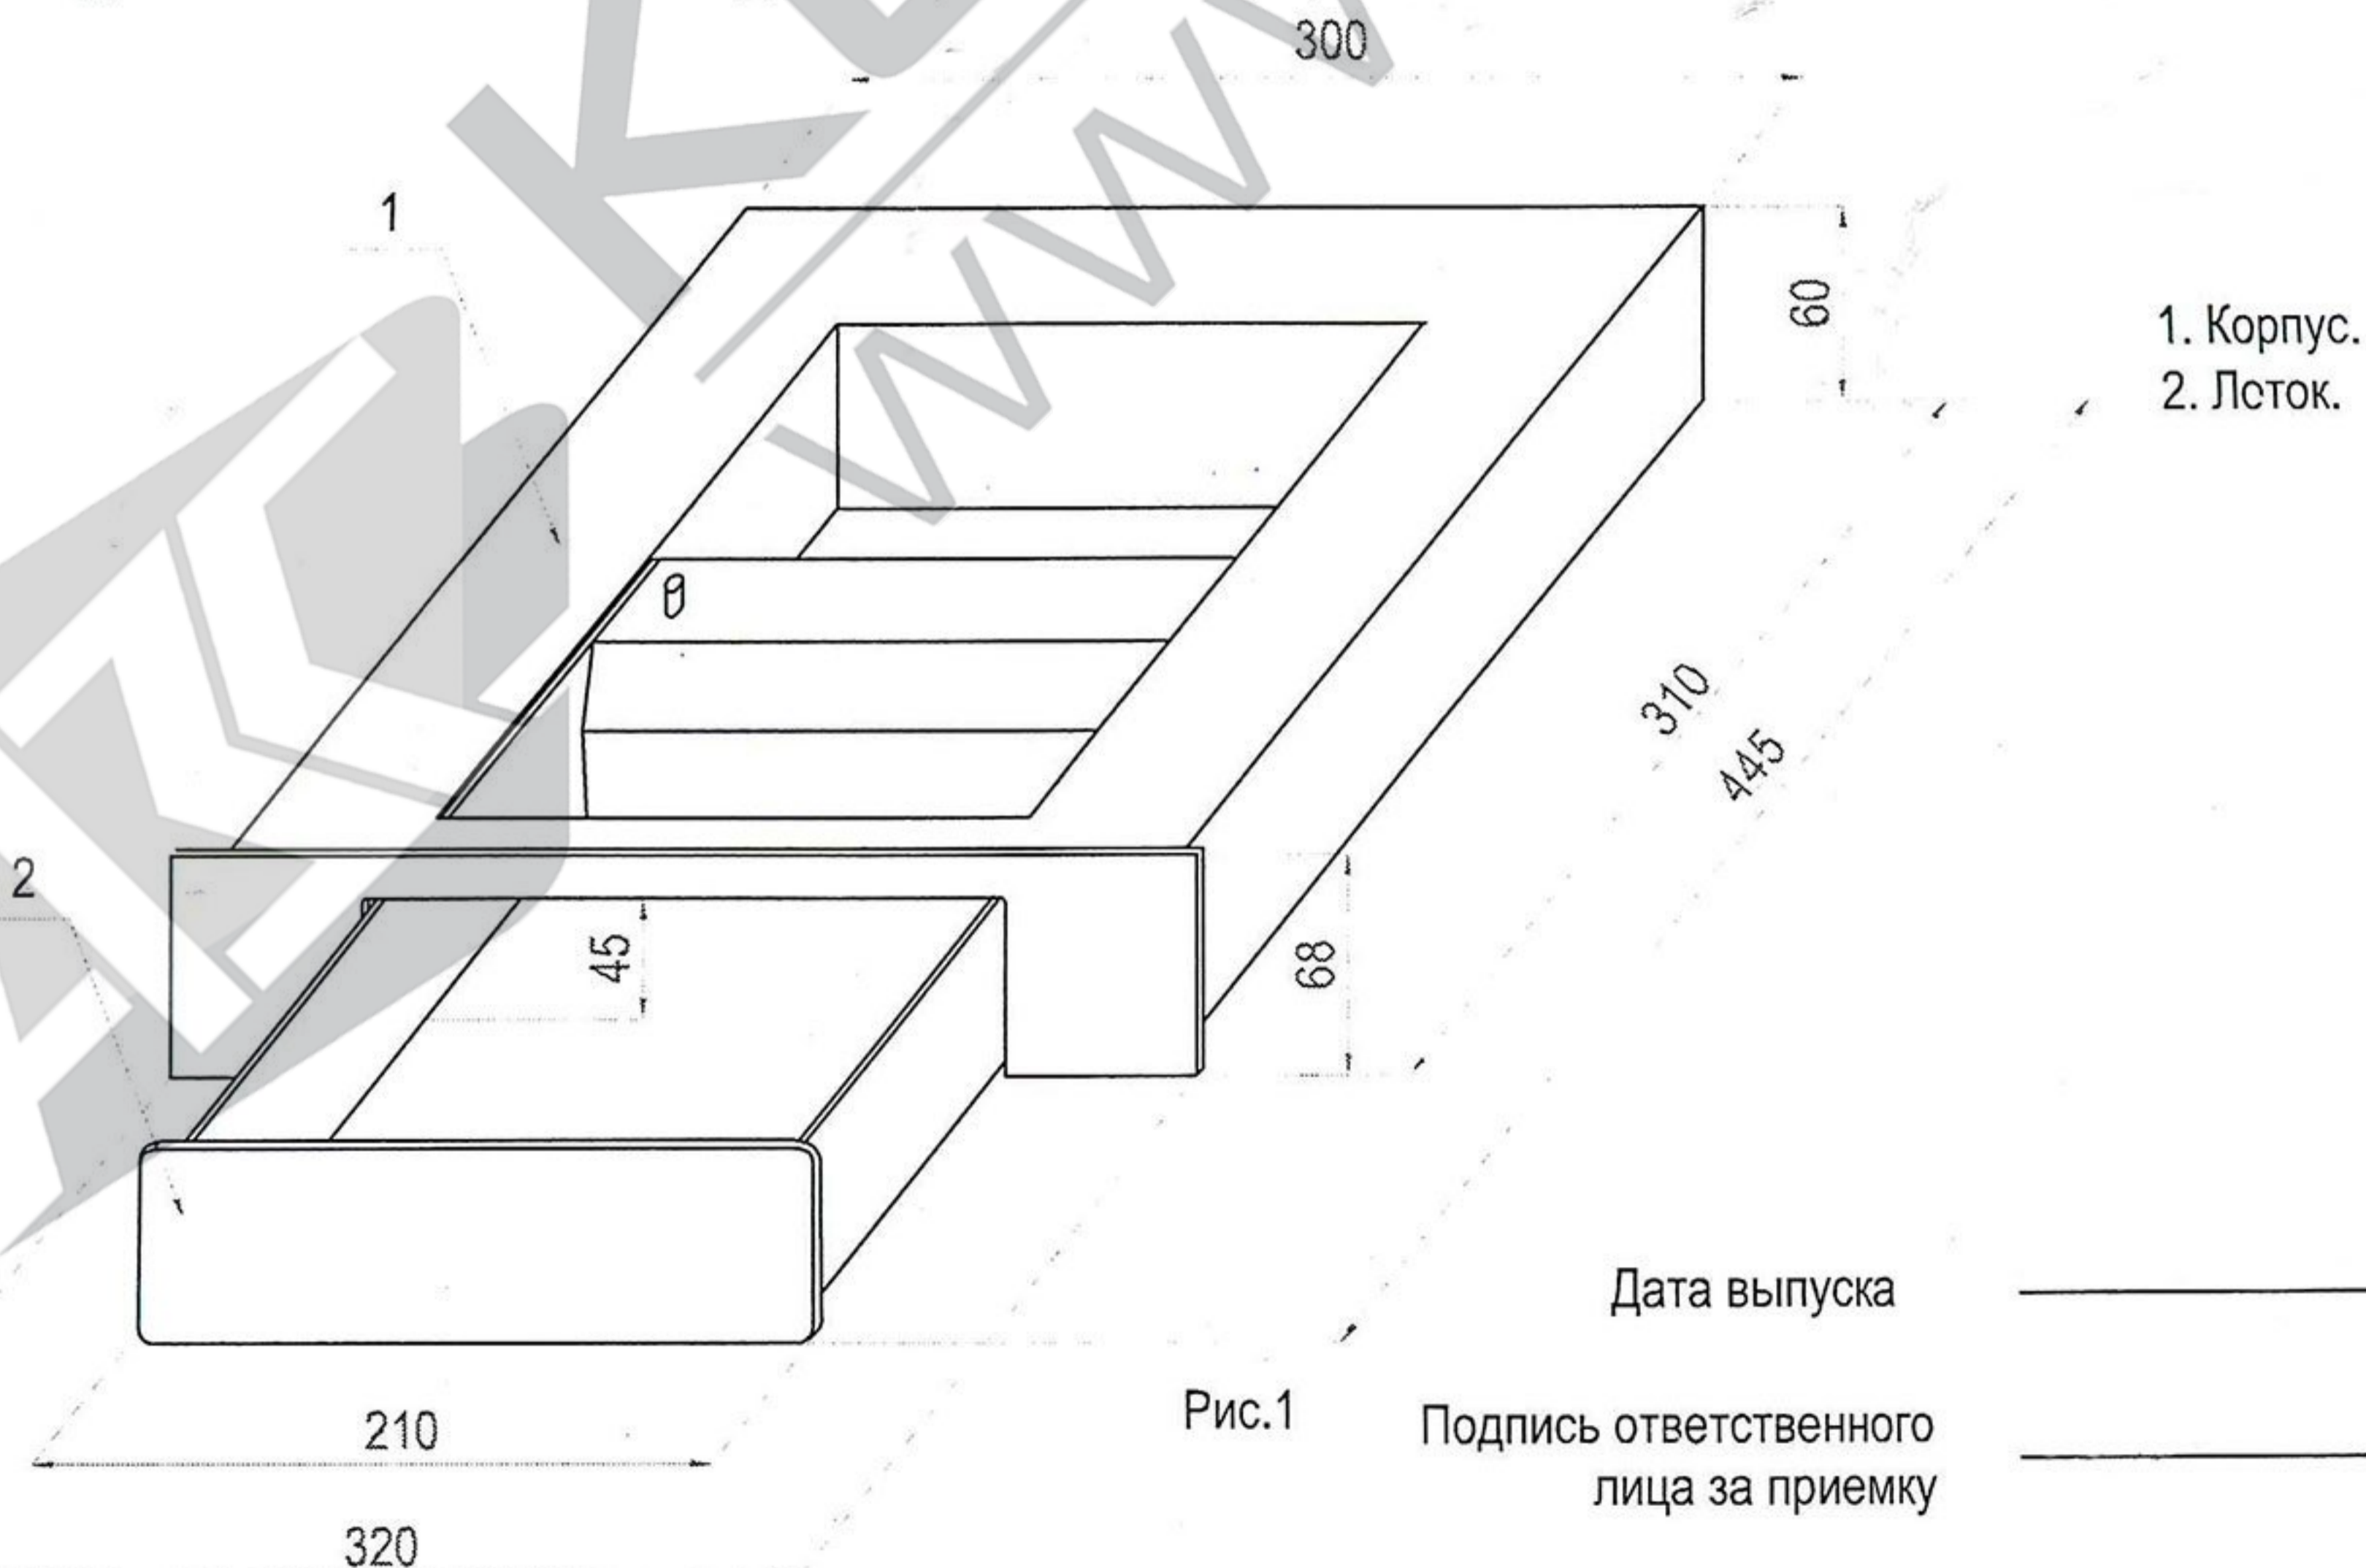 300
1
60
1. Корпус.
2. Лоток.
310
445
2
45
68
Дата выпуска
210
Рис.1
Подпись ответственного
лица за приемку
320